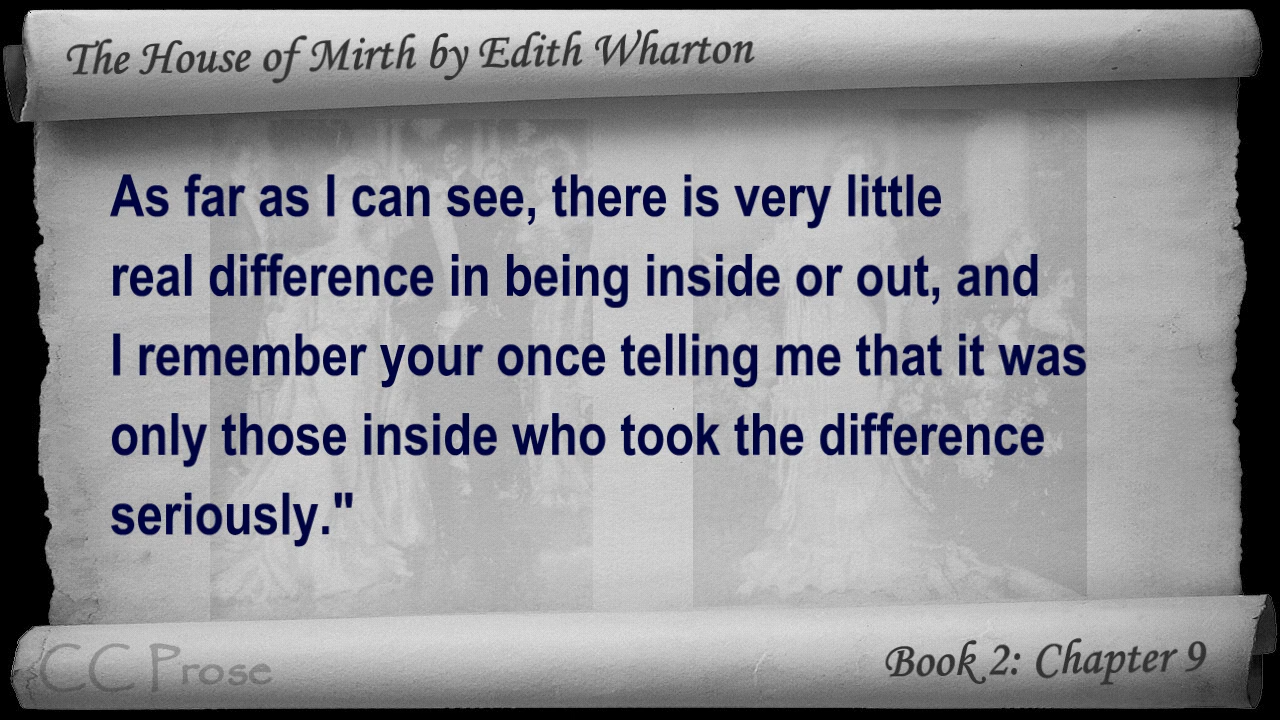 The House of Mirth by Edith Wharton
As far as I can see, there is very little
real difference in being inside or out, and
I remember your once telling me that it was
only those inside who took the difference
seriously."
CC Prose
Book 2: Chapter 9